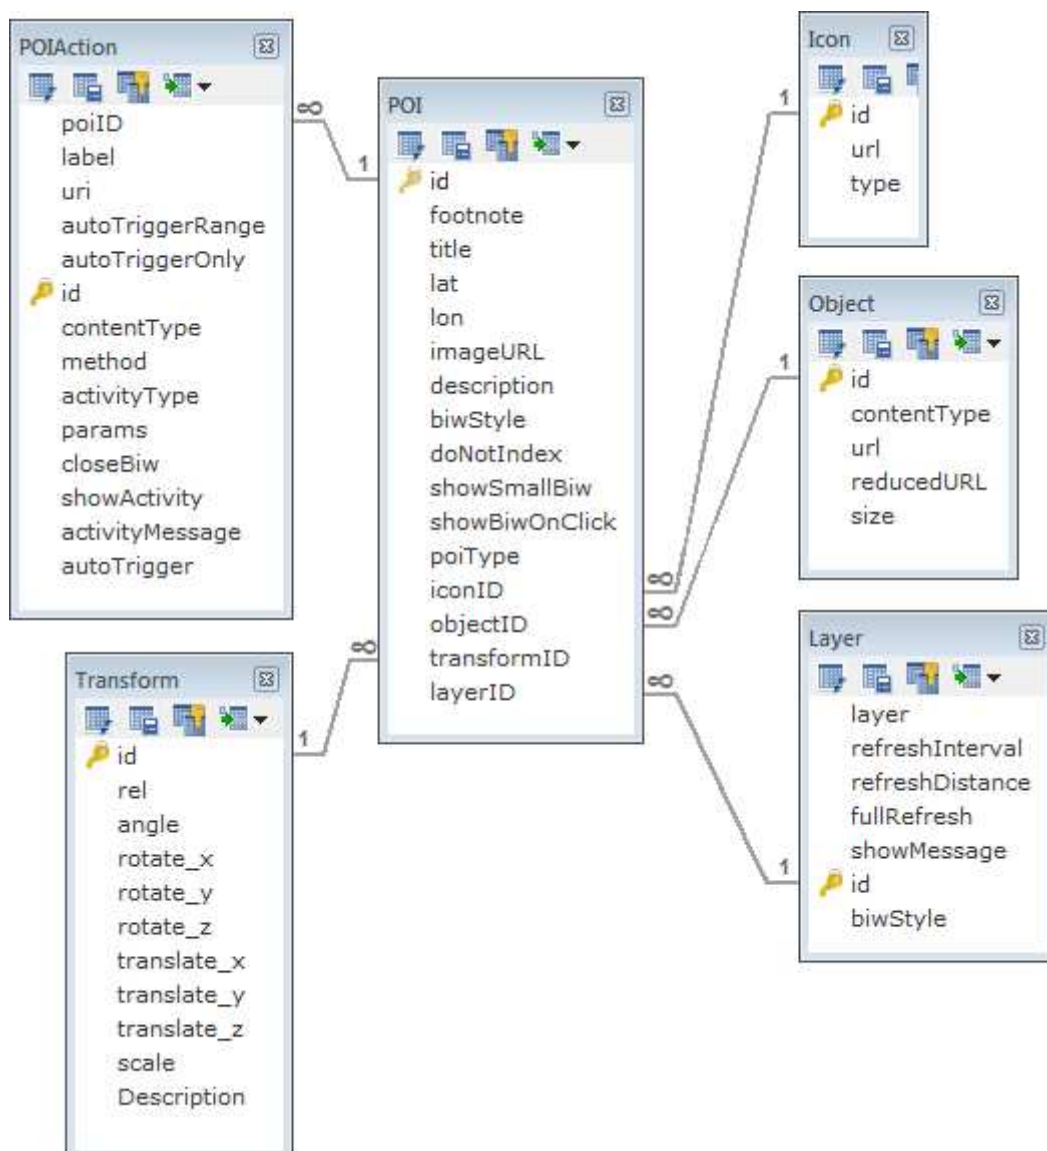 POIAction
poiID
label
uri
autoTriggerRange
autoTriggerOnly
id
contentType
method
activityType
params
closeBiw
showActivity
activityMessage
autoTrigger
∞
1
POI
id
footnote
title
lat
lon
imageURL
description
biwStyle
doNotIndex
showSmallBiw
showBiwOnClick
poiType
iconID
objectID
transformID
layerID
1
Icon
id
url
type
∞
1
Object
id
contentType
url
reducedURL
size
∞
∞
1
Transform
id
rel
angle
rotate_x
rotate_y
rotate_z
translate_x
translate_y
translate_z
scale
Description
∞
1
Layer
layer
refreshInterval
refreshDistance
fullRefresh
showMessage
id
biwStyle